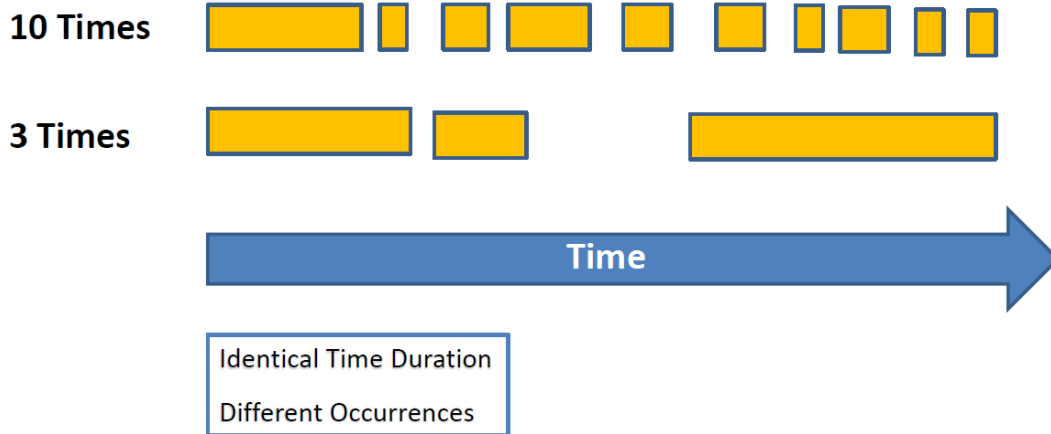 10 Times
3 Times
Time
Identical Time Duration
Different Occurrences